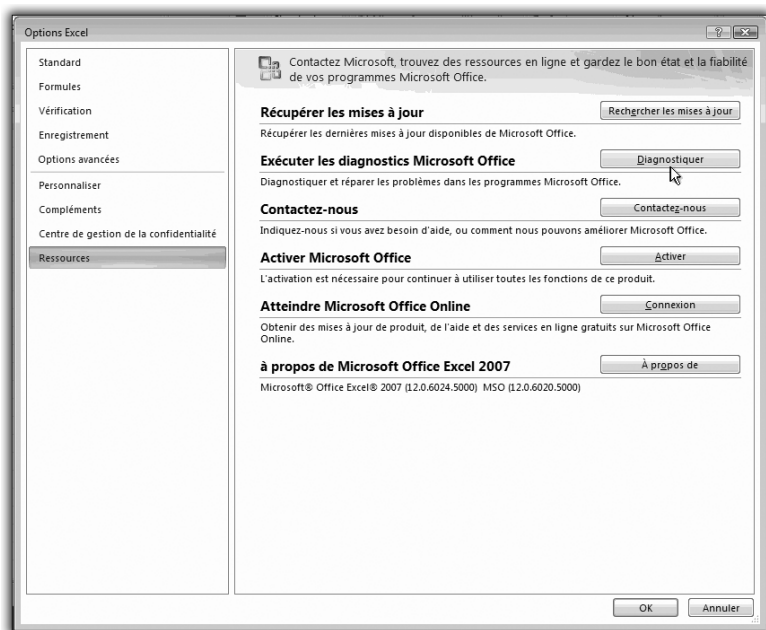 Options Excel
Standard
Formules
Vérification
Enregistrement
Options avancées
Personnaliser
Compléments
Centre de gestion de la confidentialité
Ressources
Contactez Microsoft, trouvez des ressources en ligne et gardez le bon état et la fiabilité
de vos programmes Microsoft Office.
Récupérer les mises à jour
Rechercher les mises à jour
Récupérer les dernières mises à jour disponibles de Microsoft Office.
Exécuter les diagnostics Microsoft Office
Diagnostiquer
Diagnostiquer et réparer les problèmes dans les programmes Microsoft Office.
Contactez-nous
Contactez-nous
Indiquez-nous si vous avez besoin d'aide, ou comment nous pouvons améliorer Microsoft Office.
Activer Microsoft Office
Activer
L'activation est nécessaire pour continuer à utiliser toutes les fonctions de ce produit.
Atteindre Microsoft Office Online
Connexion
Obtenir des mises à jour de produit, de l'aide et des services en ligne gratuits sur Microsoft Office
Online.
à propos de Microsoft Office Excel 2007
À propos de
Microsoft® Office Excel® 2007 (12.0.6024.5000) MSO (12.0.6020.5000)
OK
Annuler